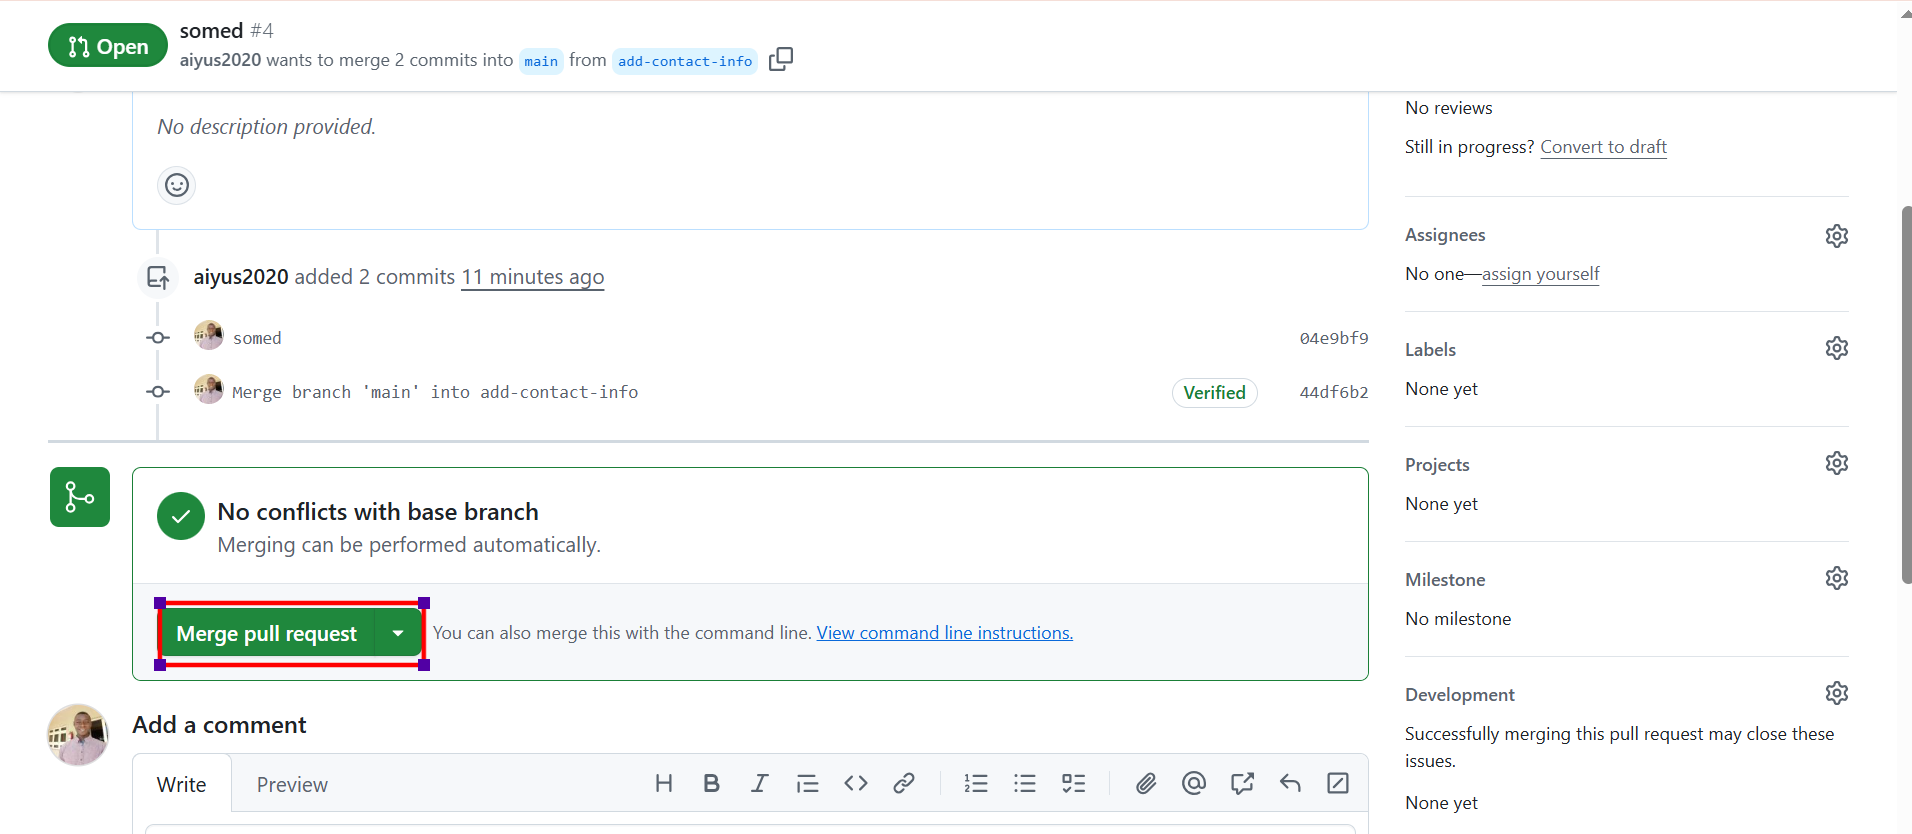 Open
somed #4
aiyus2020 wants to merge 2 commits into main from add-contact-info
No description provided.
aiyus2020 added 2 commits 11 minutes ago
somed 04e9bf9
Merge branch 'main' into add-contact-info Verified 44df6b2
No conflicts with base branch
Merging can be performed automatically.
Merge pull request You can also merge this with the command line. View command line instructions.
Add a comment
Write Preview
No reviews
Still in progress? Convert to draft
Assignees
No one—assign yourself
Labels
None yet
Projects
None yet
Milestone
No milestone
Development
Successfully merging this pull request may close these
issues.
None yet